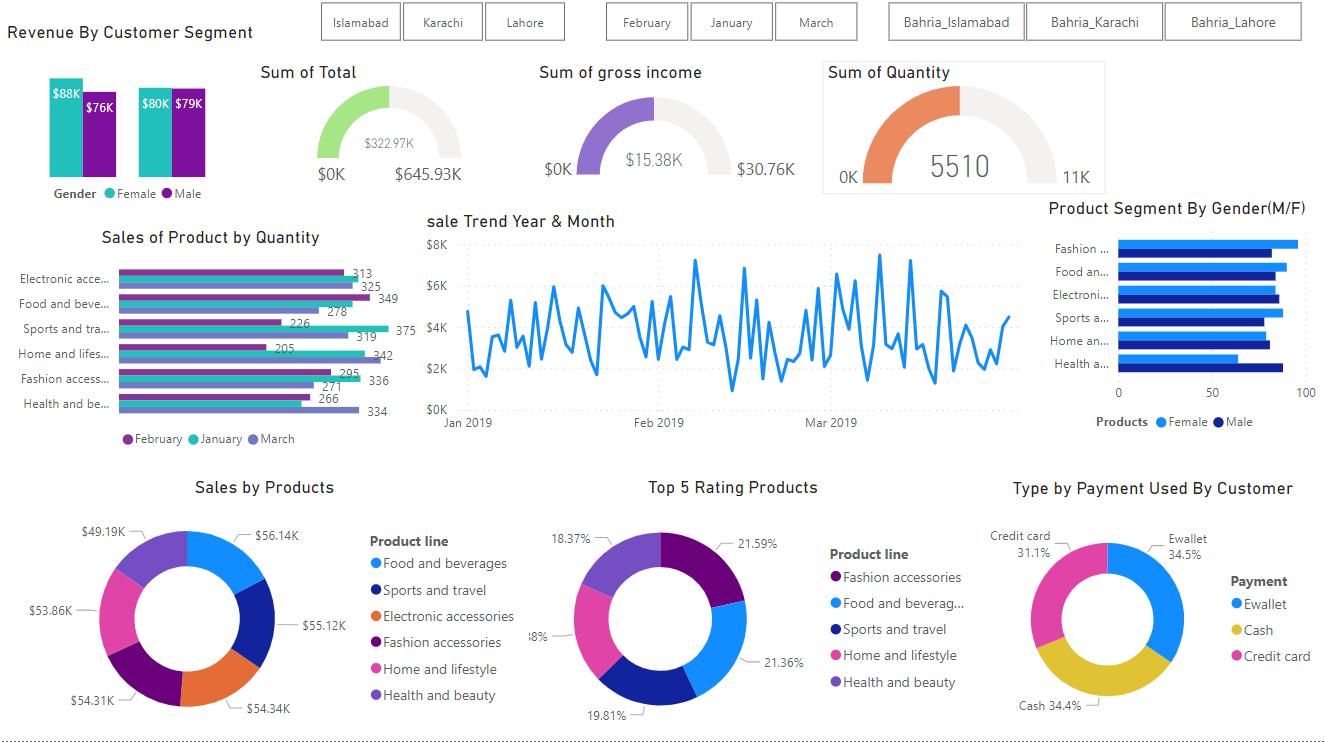 Revenue By Customer Segment
Islamabad
Karachi
Lahore
February
January
March
Bahria_Islamabad
Bahria_Karachi
Bahria_Lahore
$88K
$76K
$80K
$79K
Gender
Female
Male
Sum of Total
$322.97K
$0K
$645.93K
Sum of gross income
$15.38K
$0K
$30.76K
Sum of Quantity
5510
0K
11K
Sales of Product by Quantity
Electronic acce...
313
325
Food and beve...
349
278
Sports and tra...
226
375
319
Home and lifes...
205
342
Fashion access...
295
336
271
Health and be...
266
334
February
January
March
sale Trend Year & Month
$8K
$6K
$4K
$2K
$0K
Jan 2019
Feb 2019
Mar 2019
Product Segment By Gender(M/F)
Fashion ...
Food an...
Electroni...
Sports a...
Home an...
Health a...
0
50
100
Products
Female
Male
Sales by Products
$49.19K
$56.14K
$53.86K
$55.12K
$54.31K
$54.34K
Product line
Food and beverages
Sports and travel
Electronic accessories
Fashion accessories
Home and lifestyle
Health and beauty
Top 5 Rating Products
18.37%
21.59%
21.36%
19.81%
Product line
Fashion accessories
Food and beverag...
Sports and travel
Home and lifestyle
Health and beauty
Type by Payment Used By Customer
Credit card
31.1%
Ewallet
34.5%
Cash 34.4%
Payment
Ewallet
Cash
Credit card